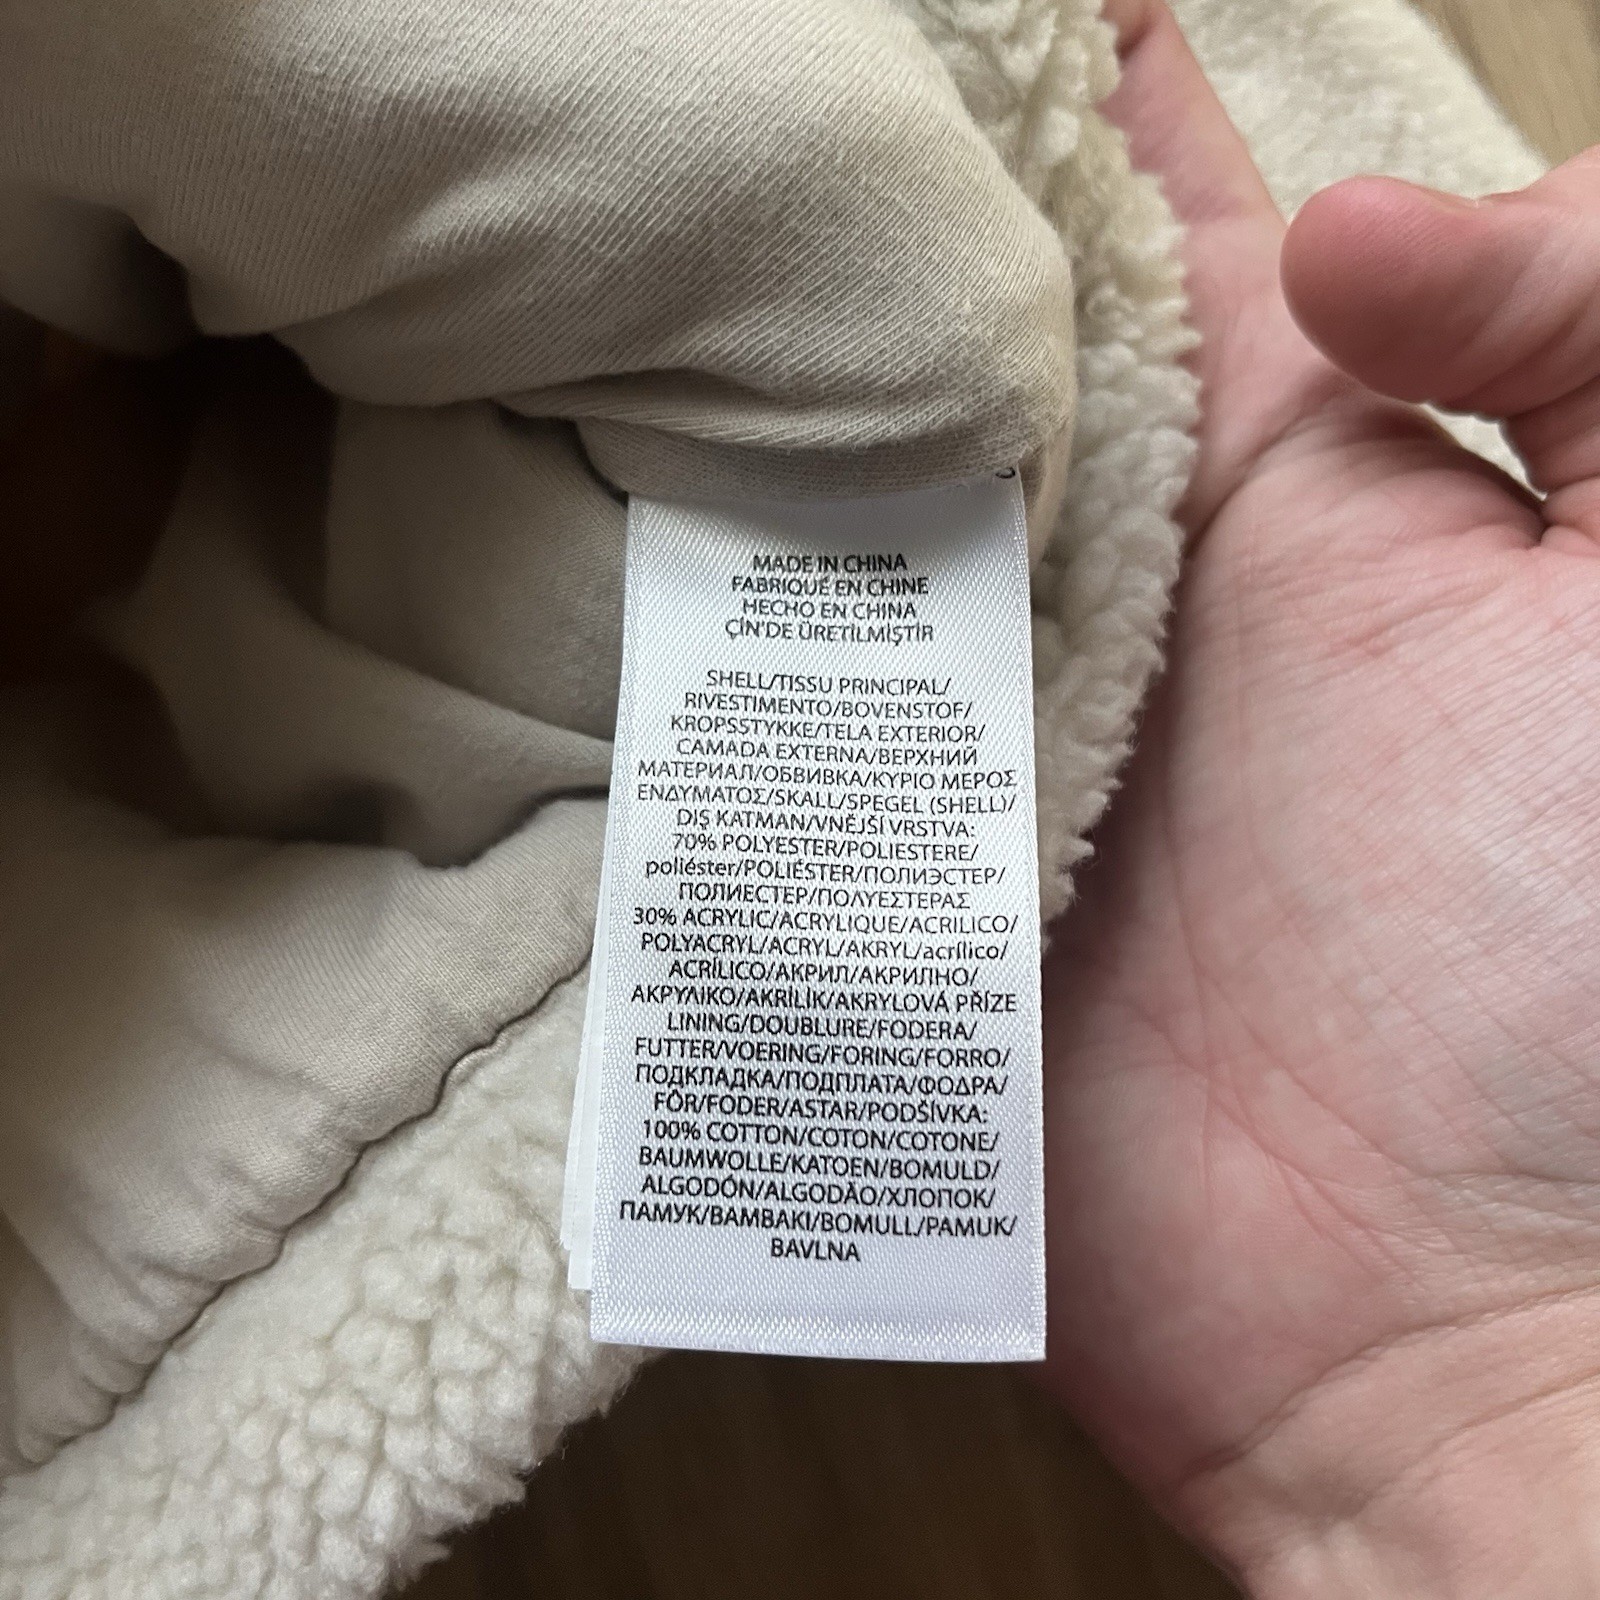 MADE IN CHINA
FABRIQUÉ EN CHINE
HECHO EN CHINA
ÇİN'DE ÜRETİLMİŞTİR
SHELL/TISSU PRINCIPAL/
RIVESTIMENTO/BOVENSTOF/
KROPSSTYKKE/TELA EXTERIOR/
CAMADA EXTERNA/ВЕРХНИЙ
МАТЕРИАЛ/ОБВИВКА/ΚΥΡΙΟ ΜΕΡΟΣ
ΕΝΔΥΜΑΤΟΣ/SKALL/SPEGEL (SHELL)/
DIŞ KATMAN/VNĚJŠÍ VRSTVA:
70% POLYESTER/POLIESTERE/
poliéster/POLIÉSTER/ПОЛИЭСТЕР/
ПОЛИЕСТЕР/ΠΟΛΥΕΣΤΕΡΑΣ
30% ACRYLIC/ACRYLIQUE/ACRILICO/
POLYACRYL/ACRYL/AKRYL/acrílico/
ACRÍLICO/АКРИЛ/АКРИЛНО/
ΑΚΡΥΛΙΚΟ/AKRİLİK/AKRYLOVÁ PŘÍZE
LINING/DOUBLURE/FODERA/
FUTTER/VOERING/FORING/FORRO/
ПОДКЛАДКА/ПОДПЛАТА/ΦΟΔΡΑ/
FÔR/FODER/ASTAR/PODŠÍVKA:
100% COTTON/COTON/COTONE/
BAUMWOLLE/KATOEN/BOMULD/
ALGODÓN/ALGODÃO/ХЛОПОК/
ПАМУК/ΒΑΜΒΑΚΙ/BOMULL/PAMUK/
BAVLNA